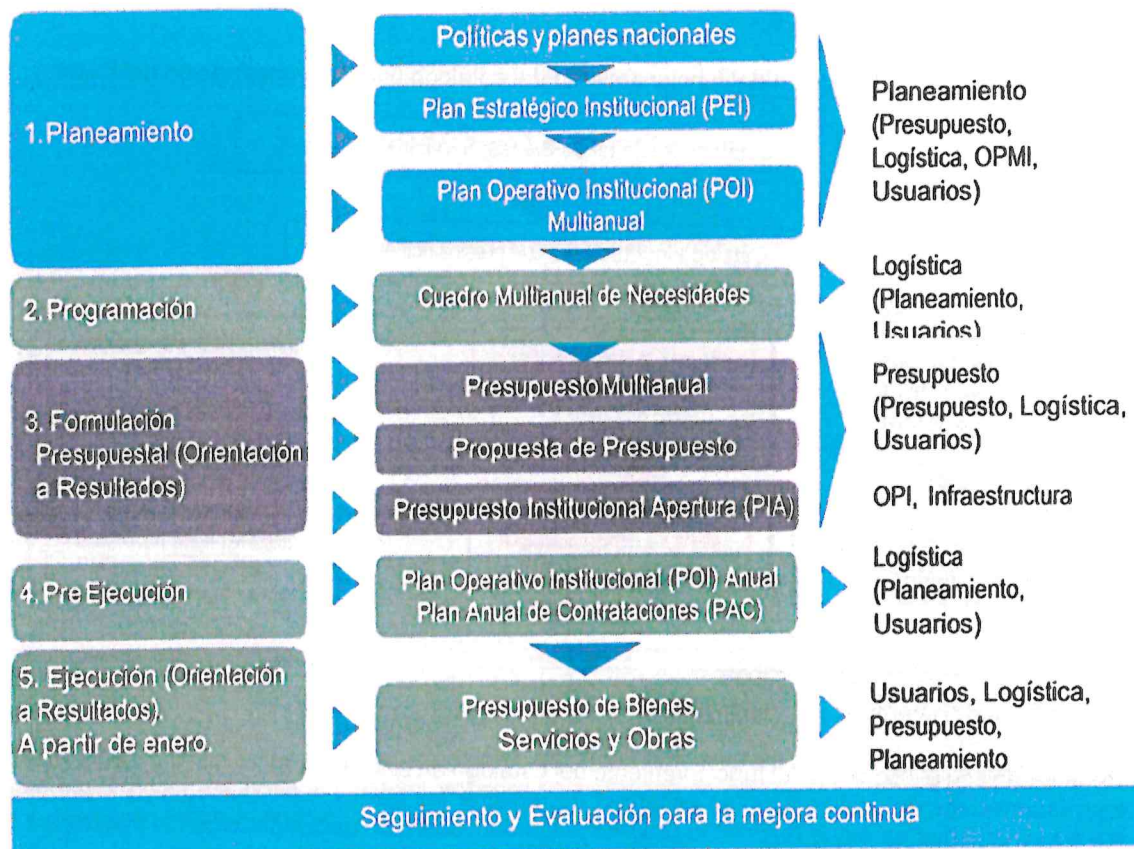 1. Planeamiento
Políticas y planes nacionales
Plan Estratégico Institucional (PEI)
Plan Operativo Institucional (POI)
Multianual
Planeamiento
(Presupuesto,
Logística, OPMI,
Usuarios)
2. Programación
Cuadro Multianual de Necesidades
Logística
(Planeamiento,
Usuarios)
3. Formulación
Presupuestal (Orientación
a Resultados)
Presupuesto Multianual
Propuesta de Presupuesto
Presupuesto Institucional Apertura (PIA)
Presupuesto
(Presupuesto, Logística,
Usuarios)
OPI, Infraestructura
4. Pre Ejecución
Plan Operativo Institucional (POI) Anual
Plan Anual de Contrataciones (PAC)
Logística
(Planeamiento,
Usuarios)
5. Ejecución (Orientación
a Resultados).
A partir de enero.
Presupuesto de Bienes,
Servicios y Obras
Usuarios, Logística,
Presupuesto,
Planeamiento
Seguimiento y Evaluación para la mejora continua